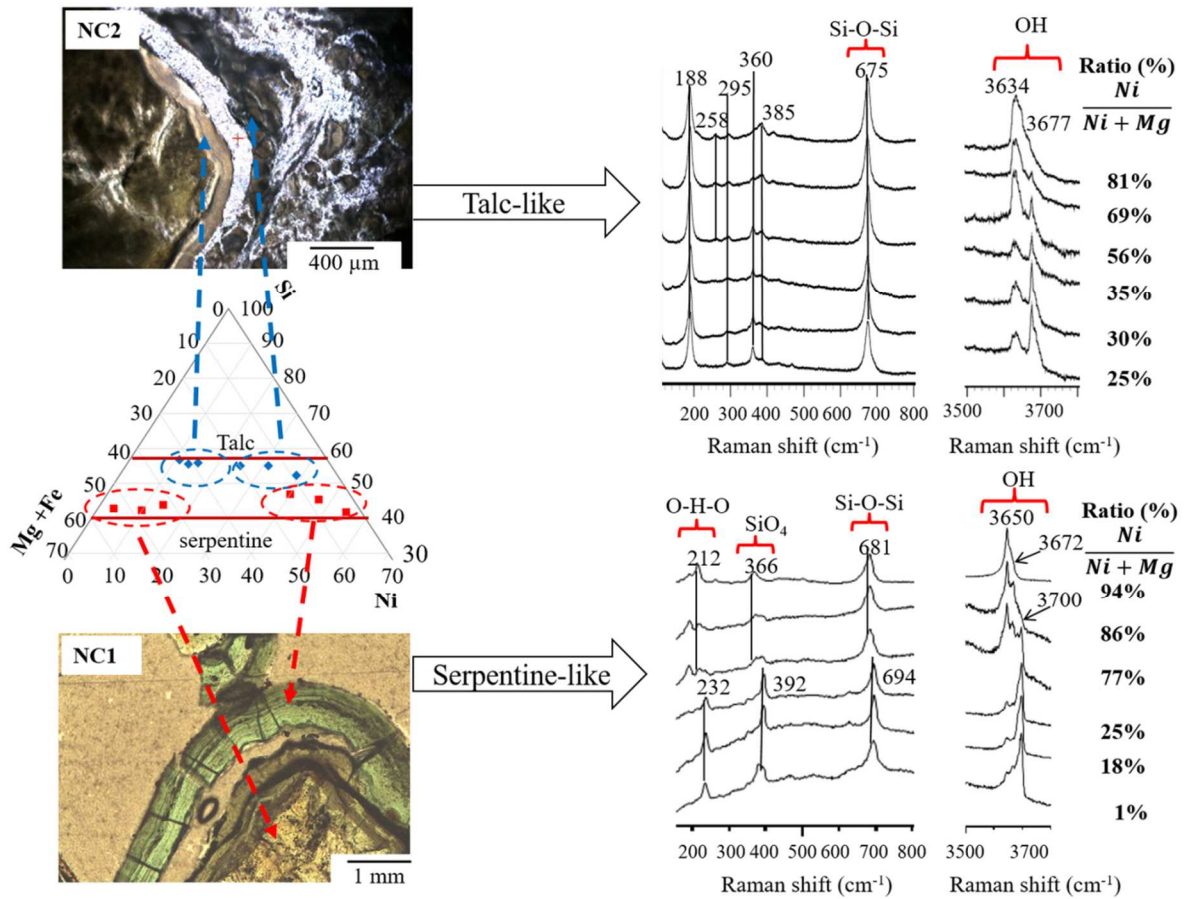 NC2
400 µm
Talc-like
Si-O-Si
188
258
295
360
385
675
200 300 400 500 600 700 800
Raman shift (cm-1)
OH
3634
3677
3500 3700
Raman shift (cm-1)
Ratio (%)
Ni
Ni + Mg
81%
69%
56%
35%
30%
25%
Si
0 100
10 90
20 80
30 70
40 Talc 60
50 50
Mg +Fe
60 40
serpentine
70 30
0 10 20 30 40 50 60 70
Ni
NC1
1 mm
Serpentine-like
O-H-O
SiO4
Si-O-Si
212
366
681
232
392
694
200 300 400 500 600 700 800
Raman shift (cm-1)
OH
3650
3672
3700
3500 3700
Raman shift (cm-1)
Ratio (%)
Ni
Ni + Mg
94%
86%
77%
25%
18%
1%